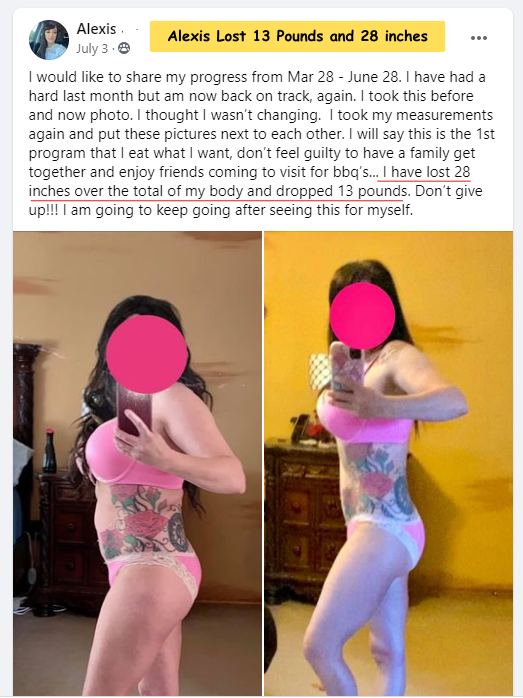 Alexis
Alexis Lost 13 Pounds and 28 inches
July 3 ·
I would like to share my progress from Mar 28 - June 28. I have had a
hard last month but am now back on track, again. I took this before
and now photo. I thought I wasn't changing.  I took my measurements
again and put these pictures next to each other. I will say this is the 1st
program that I eat what I want, don't feel guilty to have a family get
together and enjoy friends coming to visit for bbq's... I have lost 28
inches over the total of my body and dropped 13 pounds. Don't give
up!!! I am going to keep going after seeing this for myself.